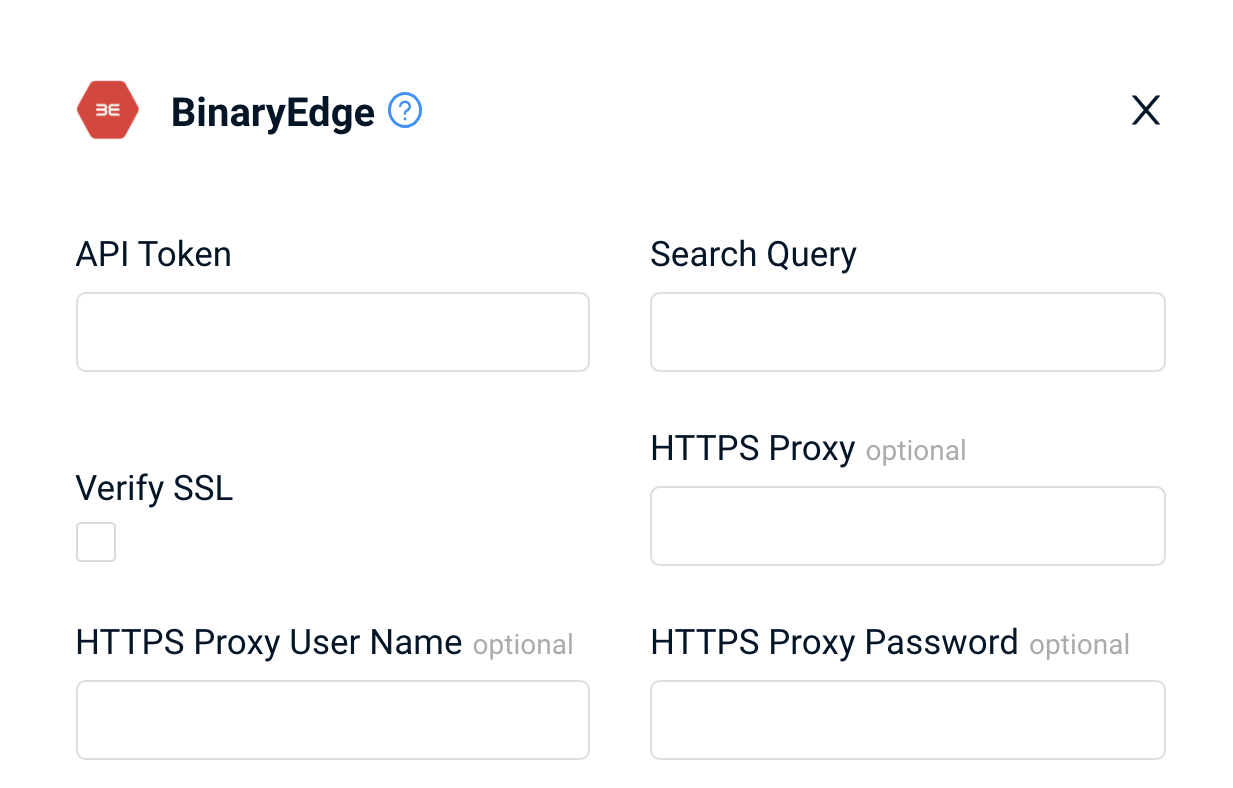 BinaryEdge ?
X
API Token
Search Query
HTTPS Proxy optional
Verify SSL
HTTPS Proxy User Name optional
HTTPS Proxy Password optional